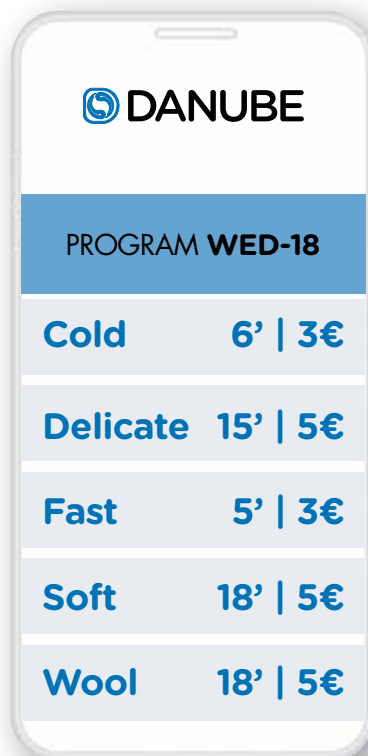 DANUBE
PROGRAM WED-18
Cold 6’ | 3€
Delicate 15’ | 5€
Fast 5’ | 3€
Soft 18’ | 5€
Wool 18’ | 5€